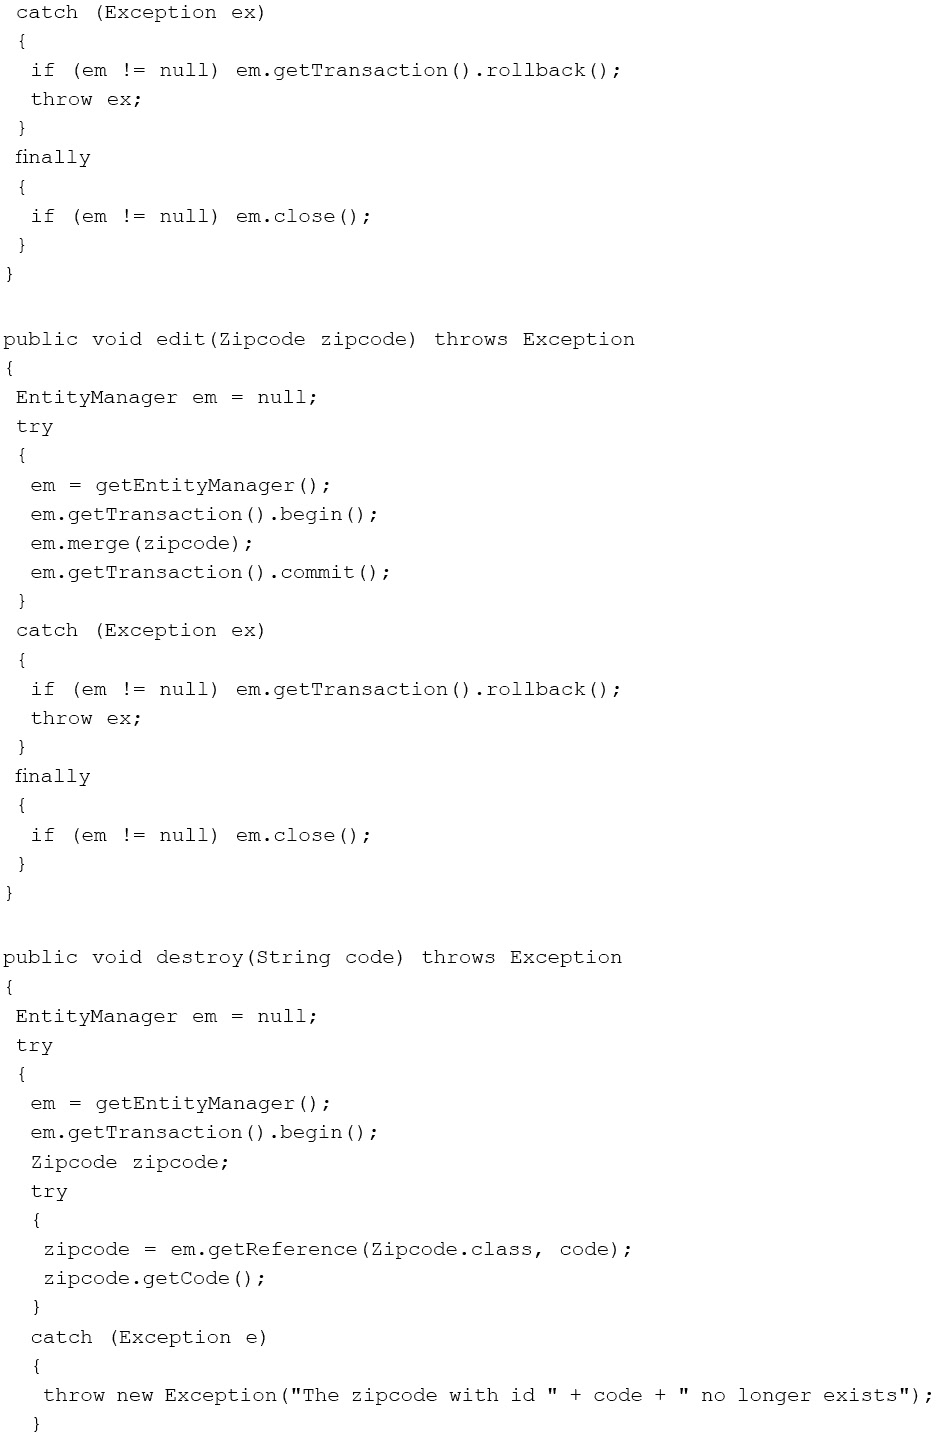 catch (Exception ex)
{
if (em != null) em.getTransaction().rollback();
throw ex;
}
finally
{
if (em != null) em.close();
}
}
public void edit(Zipcode zipcode) throws Exception
{
EntityManager em = null;
try
{
em = getEntityManager();
em.getTransaction().begin();
em.merge(zipcode);
em.getTransaction().commit();
}
catch (Exception ex)
{
if (em != null) em.getTransaction().rollback();
throw ex;
}
finally
{
if (em != null) em.close();
}
}
public void destroy(String code) throws Exception
{
EntityManager em = null;
try
{
em = getEntityManager();
em.getTransaction().begin();
Zipcode zipcode;
try
{
zipcode = em.getReference(Zipcode.class, code);
zipcode.getCode();
}
catch (Exception e)
{
throw new Exception("The zipcode with id " + code + " no longer exists");
}